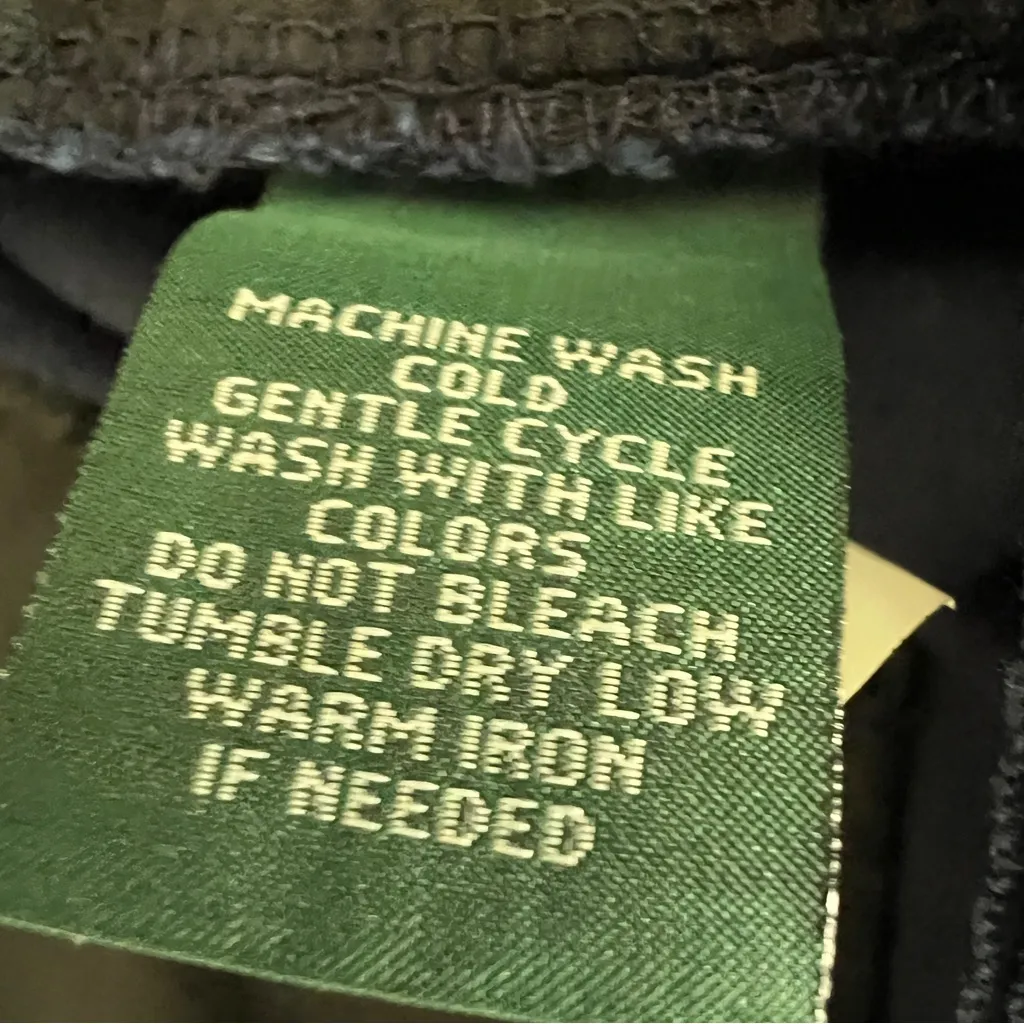 MACHINE WASH
COLD
GENTLE CYCLE
WASH WITH LIKE
COLORS
DO NOT BLEACH
TUMBLE DRY LOW
WARM IRON
IF NEEDED